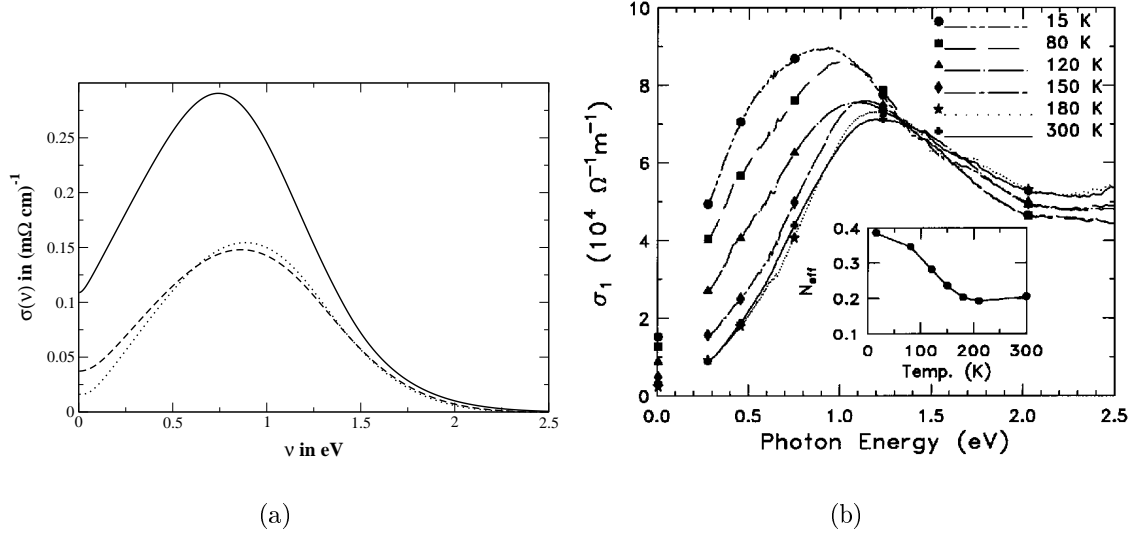 σ(ν) in (mΩ cm)⁻¹
0.25
0.2
0.15
0.1
0.05
0
0 0.5 1 1.5 2 2.5
ν in eV
(a)
σ₁ (10⁴ Ω⁻¹m⁻¹)
10
8
6
4
2
0
0.0 0.5 1.0 1.5 2.0 2.5
Photon Energy (eV)
15 K
80 K
120 K
150 K
180 K
300 K
N_eff
0.4
0.3
0.2
0.1
0 100 200 300
Temp. (K)
(b)